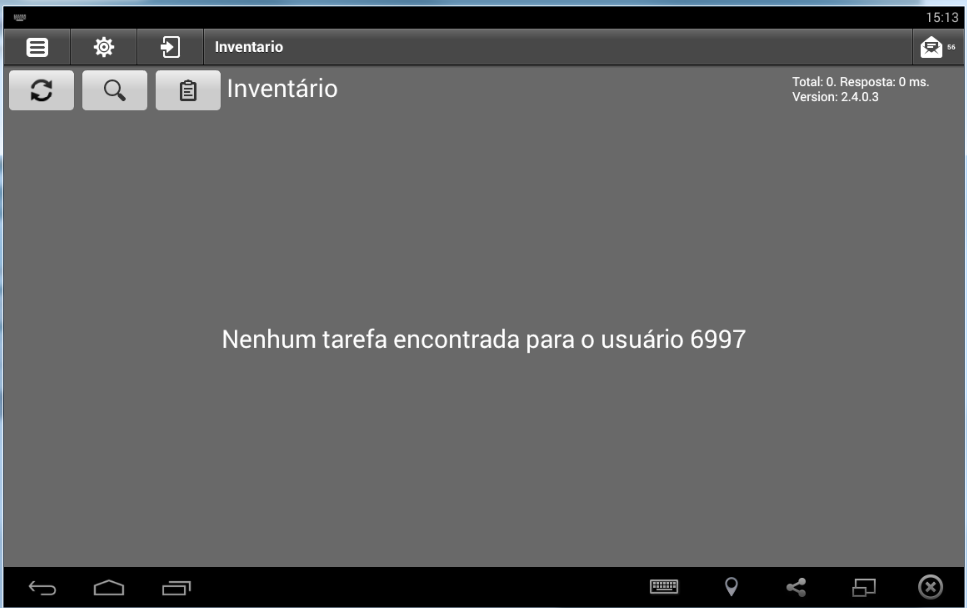 15:13
Inventario
56
Inventário
Total: 0. Resposta: 0 ms.
Version: 2.4.0.3
Nenhum tarefa encontrada para o usuário 6997